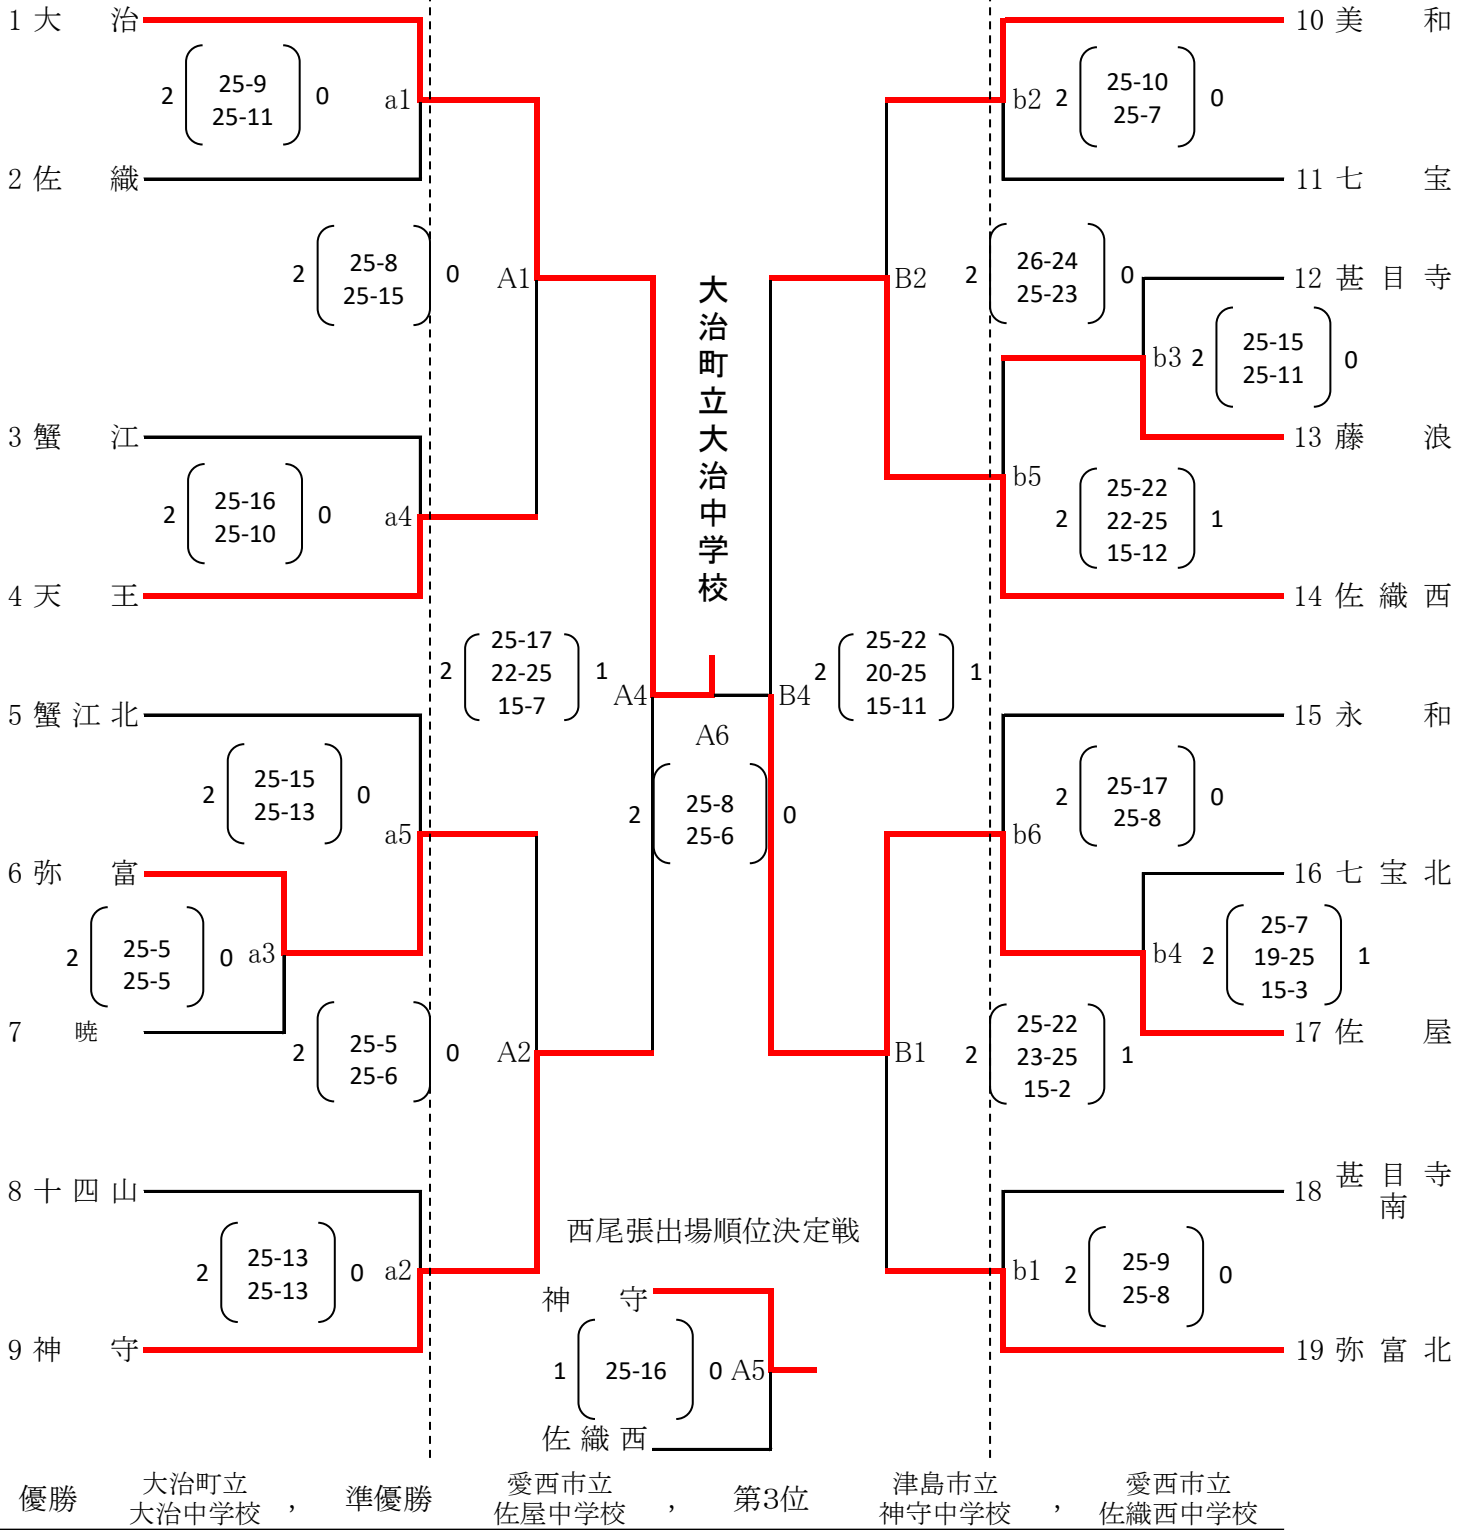 1 大 治
2 ( 25-9 25-11 ) 0
a1
2 佐 織
2 ( 25-8 25-15 ) 0
A1
3 蟹 江
2 ( 25-16 25-10 ) 0
a4
4 天 王
2 ( 25-17 22-25 15-7 ) 1
A4
5 蟹 江 北
2 ( 25-15 25-13 ) 0
a5
6 弥 富
2 ( 25-5 25-5 ) 0
a3
7 暁
2 ( 25-5 25-6 ) 0
A2
8 十 四 山
2 ( 25-13 25-13 ) 0
a2
9 神 守
大治町立大治中学校
A6
2 ( 25-8 25-6 ) 0
10 美 和
b2 2 ( 25-10 25-7 ) 0
11 七 宝
B2 2 ( 26-24 25-23 ) 0
12 甚 目 寺
b3 2 ( 25-15 25-11 ) 0
13 藤 浪
b5
2 ( 25-22 22-25 15-12 ) 1
14 佐 織 西
B4 2 ( 25-22 20-25 15-11 ) 1
15 永 和
2 ( 25-17 25-8 ) 0
b6
16 七 宝 北
b4 2 ( 25-7 19-25 15-3 ) 1
17 佐 屋
B1 2 ( 25-22 23-25 15-2 ) 1
18 甚 目 寺 南
b1 2 ( 25-9 25-8 ) 0
19 弥 富 北
西尾張出場順位決定戦
神 守
1 ( 25-16 ) 0 A5
佐 織 西
優勝 大治町立大治中学校 , 準優勝 愛西市立佐屋中学校 , 第3位 津島市立神守中学校 , 愛西市立佐織西中学校